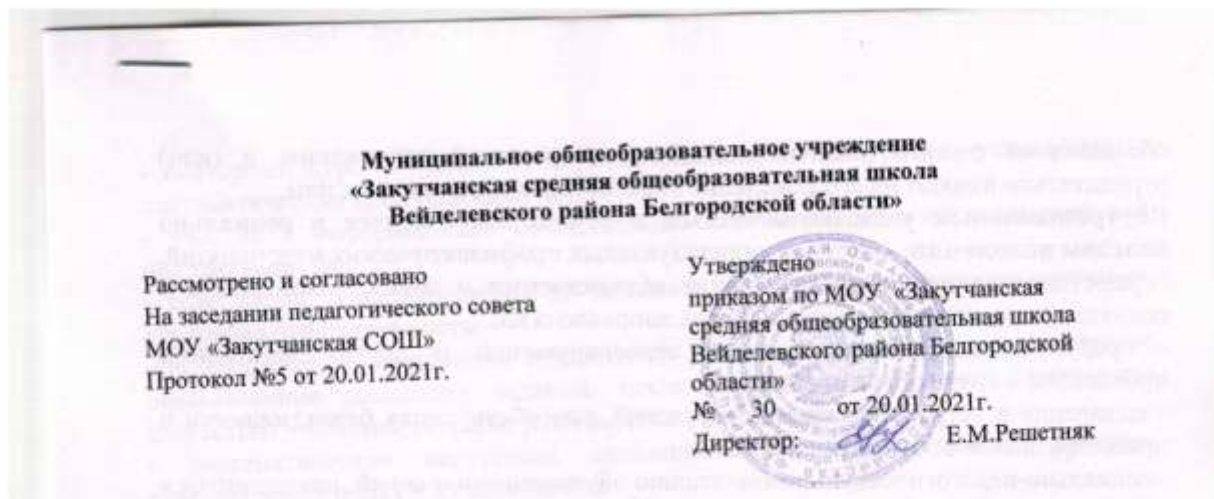 Муниципальное общеобразовательное учреждение
«Закутчанская средняя общеобразовательная школа
Вейделевского района Белгородской области»
Рассмотрено и согласовано
На заседании педагогического совета
МОУ «Закутчанская СОШ»
Протокол №5 от 20.01.2021г.
Утверждено
приказом по МОУ «Закутчанская
средняя общеобразовательная школа
Вейделевского района Белгородской
области»
№ 30 от 20.01.2021г.
Директор: Е.М.Решетняк